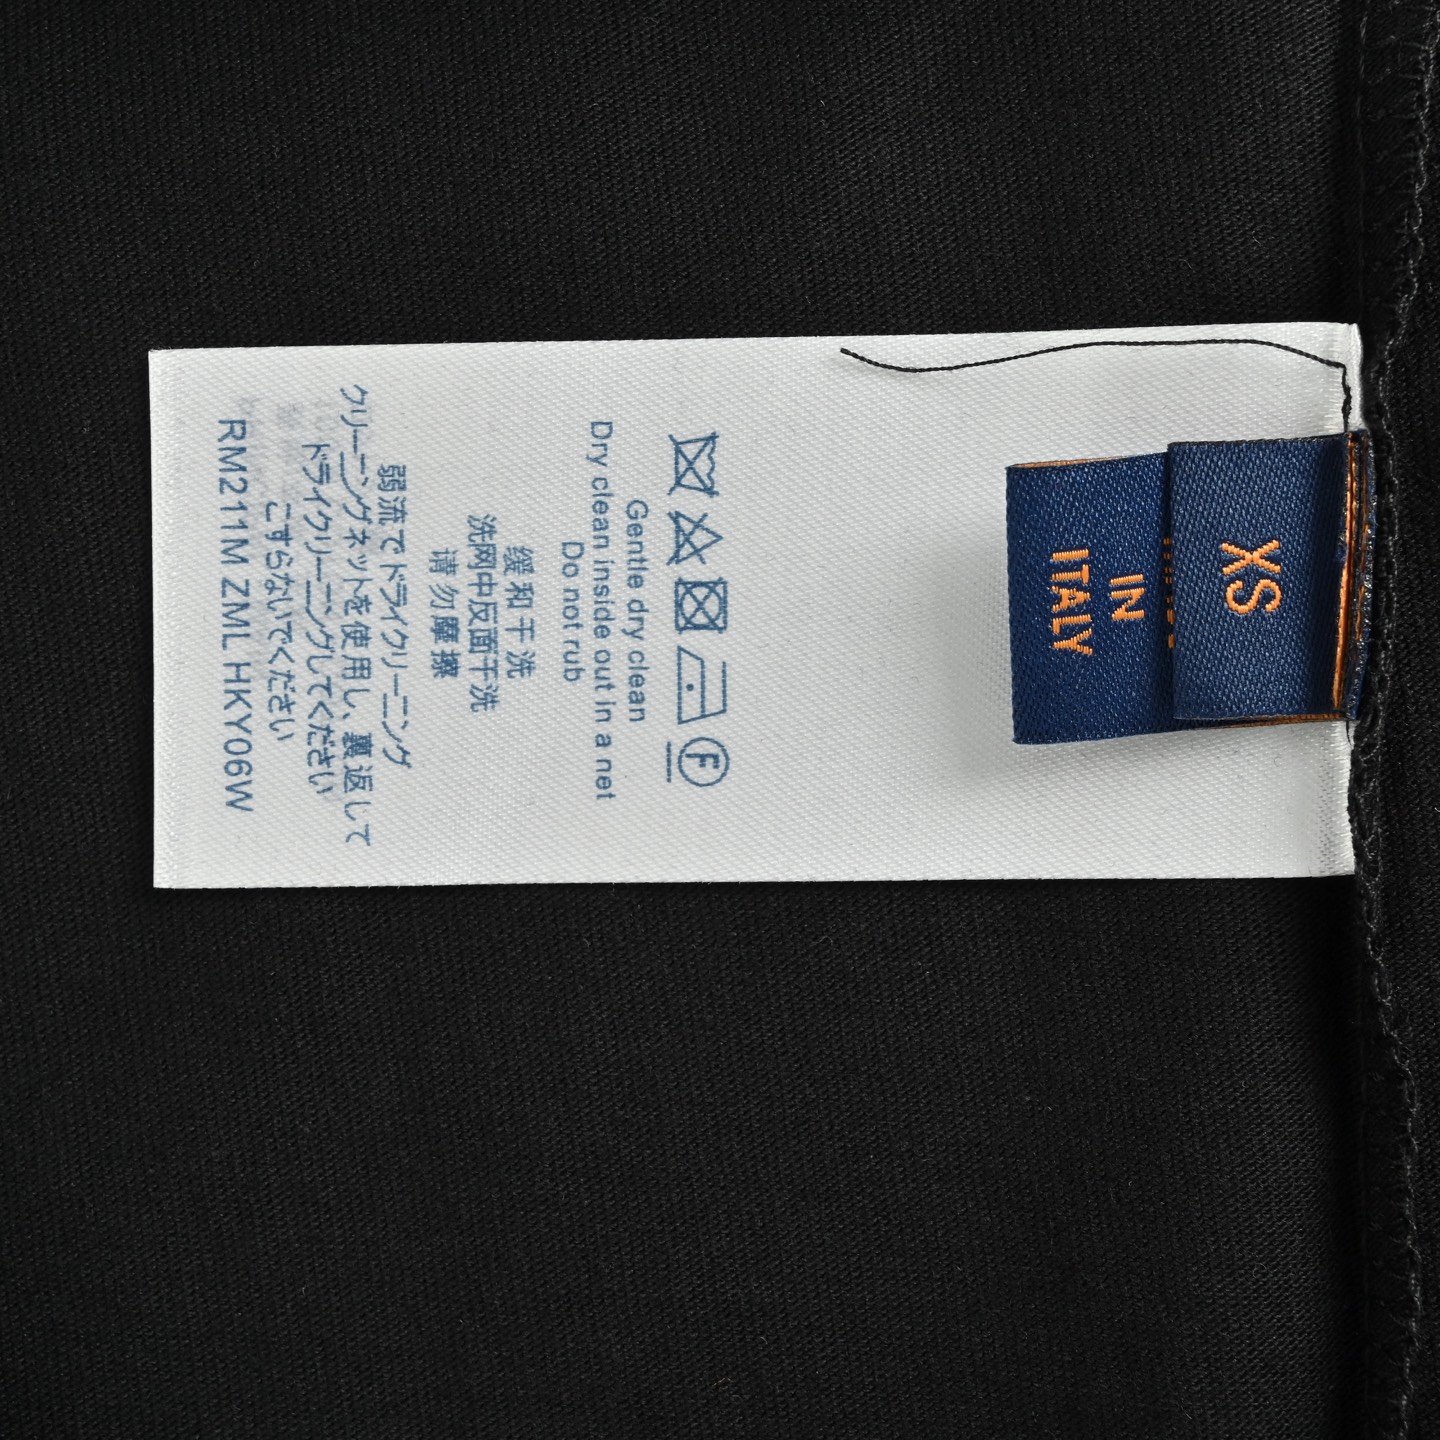 XS
IN
ITALY
F
Gentle dry clean
Dry clean inside out in a net
Do not rub
缓和干洗
洗网中反面干洗
请勿摩擦
弱流でドライクリーニング
クリーニングネットを使用し、裏返して
ドライクリーニングしてください
こすらないでください
RM211M ZML HKY06W